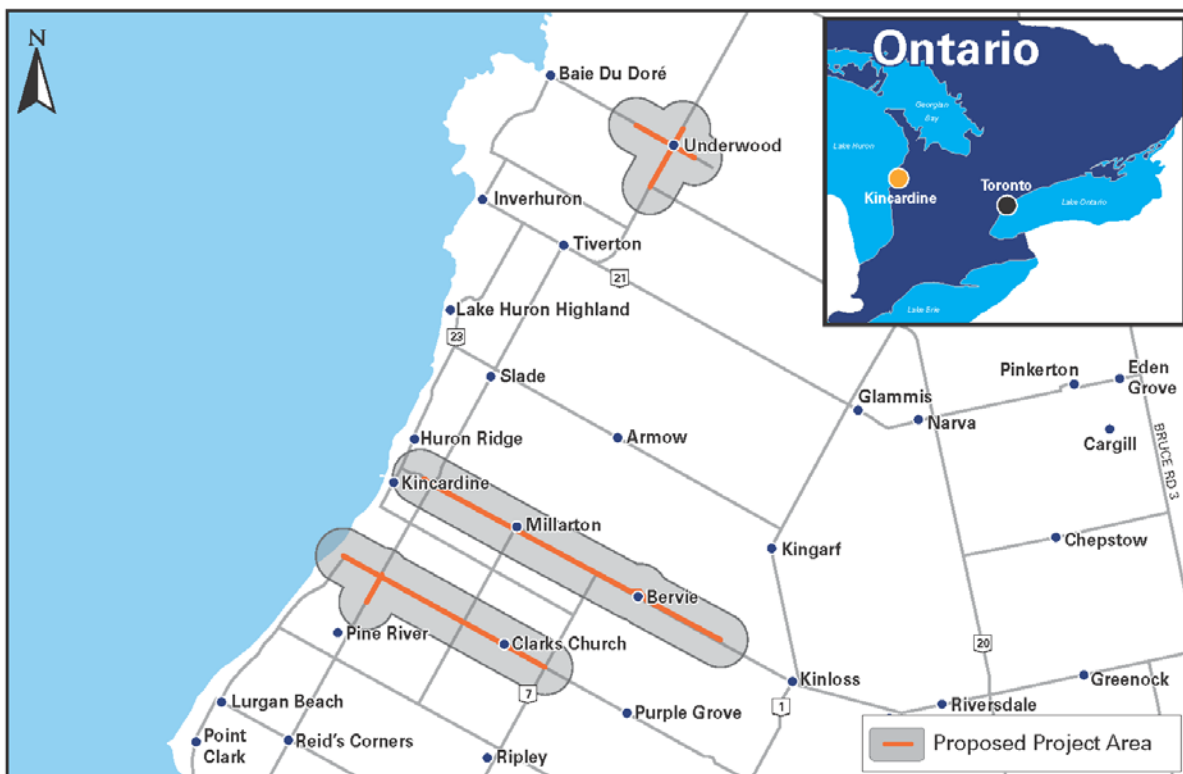 N
Baie Du Doré
Underwood
Inverhuron
Tiverton
21
Lake Huron Highland
23
Slade
Armow
Huron Ridge
Kincardine
Millarton
Bervie
Kingarf
Glammis
Narva
Pinkerton
Eden
Grove
Cargill
BRUCE RD 3
Chepstow
20
Clarks Church
Pine River
7
Kinloss
1
Purple Grove
Lurgan Beach
Point
Clark
Reid's Corners
Ripley
Greenock
Riversdale
Proposed Project Area
Ontario
Georgian
Bay
Lake Huron
Kincardine
Toronto
Lake Ontario
Lake Erie